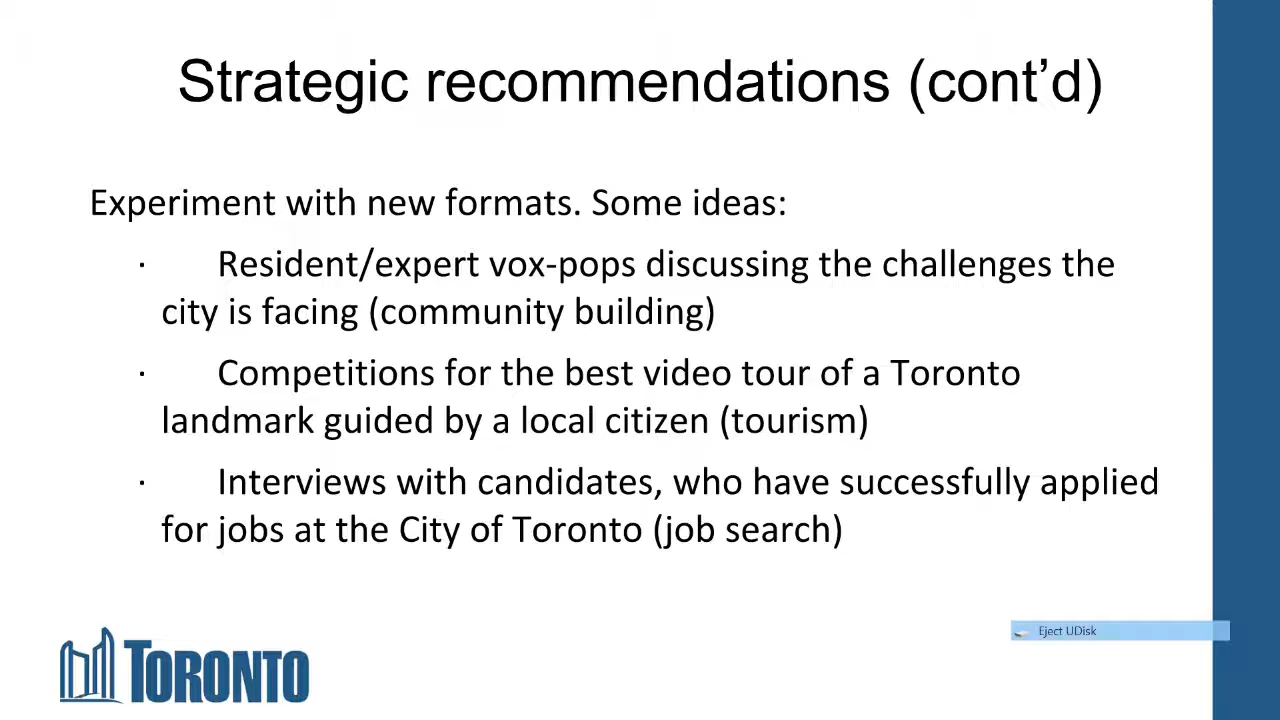 Strategic recommendations (cont’d)
Experiment with new formats. Some ideas:
· Resident/expert vox-pops discussing the challenges the
city is facing (community building)
· Competitions for the best video tour of a Toronto
landmark guided by a local citizen (tourism)
· Interviews with candidates, who have successfully applied
for jobs at the City of Toronto (job search)
Eject UDisk
TORONTO